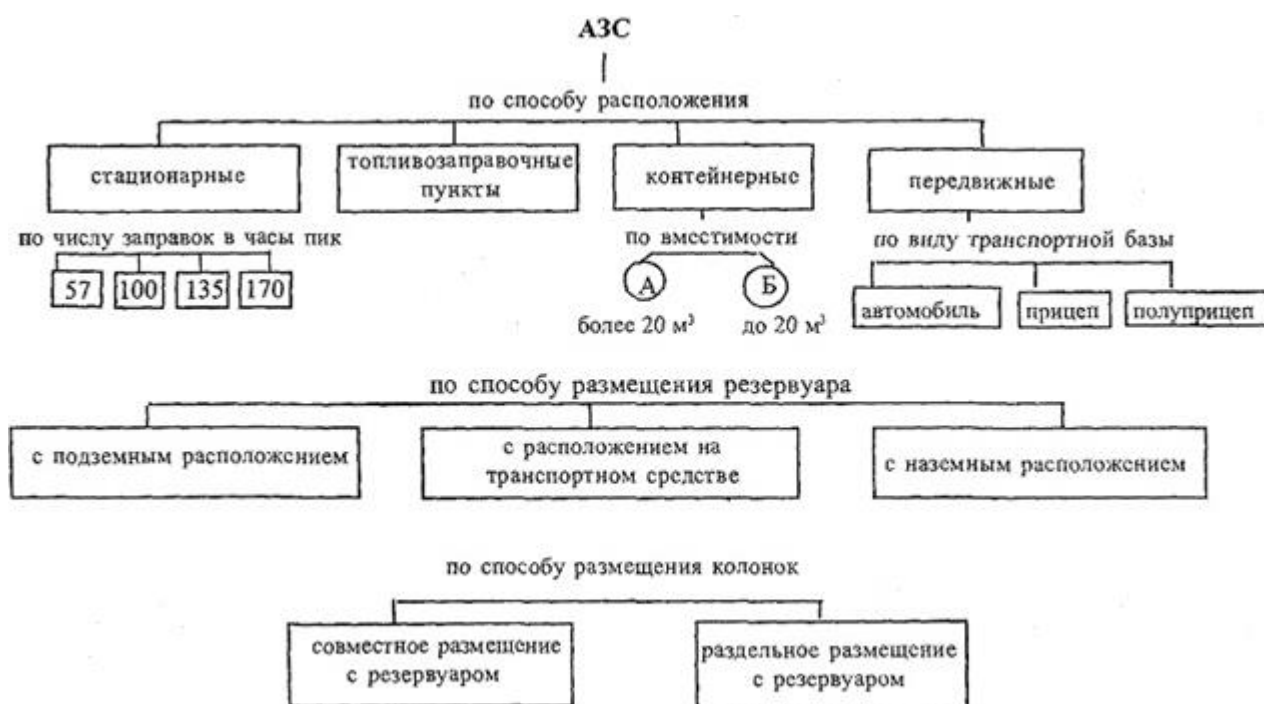 АЗС
по способу расположения
стационарные
топливозаправочные
пункты
контейнерные
передвижные
по числу заправок в часы пик
57 100 135 170
по вместимости
А Б
более 20 м³ до 20 м³
по виду транспортной базы
автомобиль прицеп полуприцеп
по способу размещения резервуара
с подземным расположением
с расположением на
транспортном средстве
с наземным расположением
по способу размещения колонок
совместное размещение
с резервуаром
раздельное размещение
с резервуаром